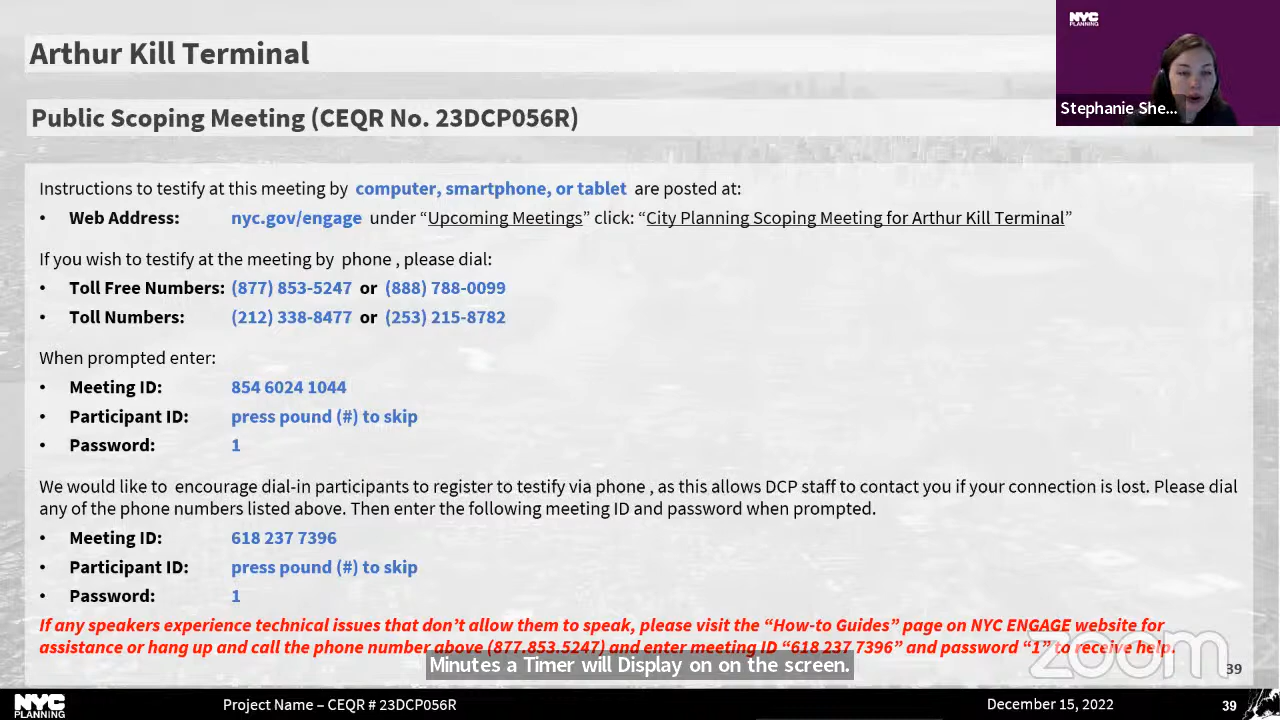 Arthur Kill Terminal
NYC
PLANNING
Stephanie She...
Public Scoping Meeting (CEQR No. 23DCP056R)
Instructions to testify at this meeting by computer, smartphone, or tablet are posted at:
• Web Address: nyc.gov/engage under “Upcoming Meetings” click: “City Planning Scoping Meeting for Arthur Kill Terminal”
If you wish to testify at the meeting by phone , please dial:
• Toll Free Numbers: (877) 853-5247 or (888) 788-0099
• Toll Numbers: (212) 338-8477 or (253) 215-8782
When prompted enter:
• Meeting ID: 854 6024 1044
• Participant ID: press pound (#) to skip
• Password: 1
We would like to encourage dial-in participants to register to testify via phone , as this allows DCP staff to contact you if your connection is lost. Please dial
any of the phone numbers listed above. Then enter the following meeting ID and password when prompted.
• Meeting ID: 618 237 7396
• Participant ID: press pound (#) to skip
• Password: 1
If any speakers experience technical issues that don’t allow them to speak, please visit the “How-to Guides” page on NYC ENGAGE website for
assistance or hang up and call the phone number above (877.853.5247) and enter meeting ID “618 237 7396” and password “1” to receive help.
Minutes a Timer will Display on on the screen.
zoom
39
NYC
PLANNING
Project Name – CEQR # 23DCP056R
December 15, 2022
39